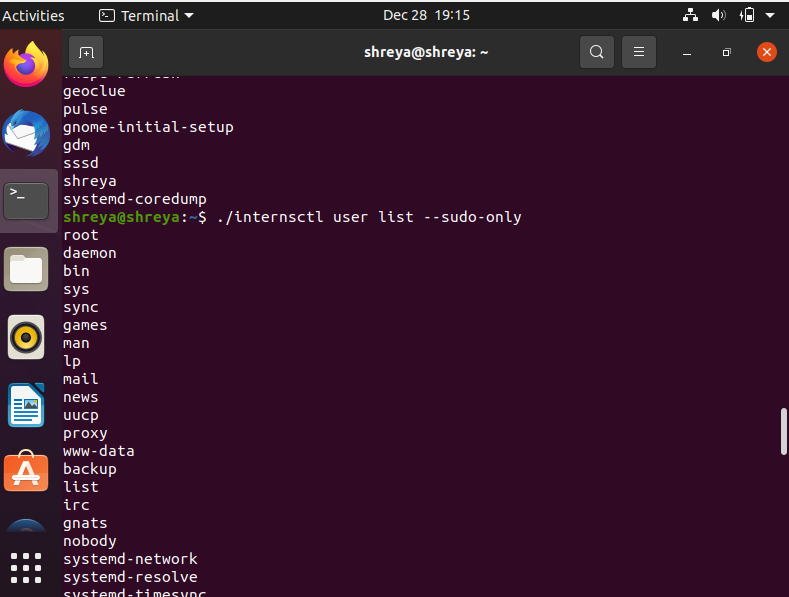 Activities
Terminal
Dec 28 19:15
shreya@shreya: ~
geoclue
pulse
gnome-initial-setup
gdm
sssd
shreya
systemd-coredump
shreya@shreya:~$ ./internsctl user list --sudo-only
root
daemon
bin
sys
sync
games
man
lp
mail
news
uucp
proxy
www-data
backup
list
irc
gnats
nobody
systemd-network
systemd-resolve
systemd-timesync